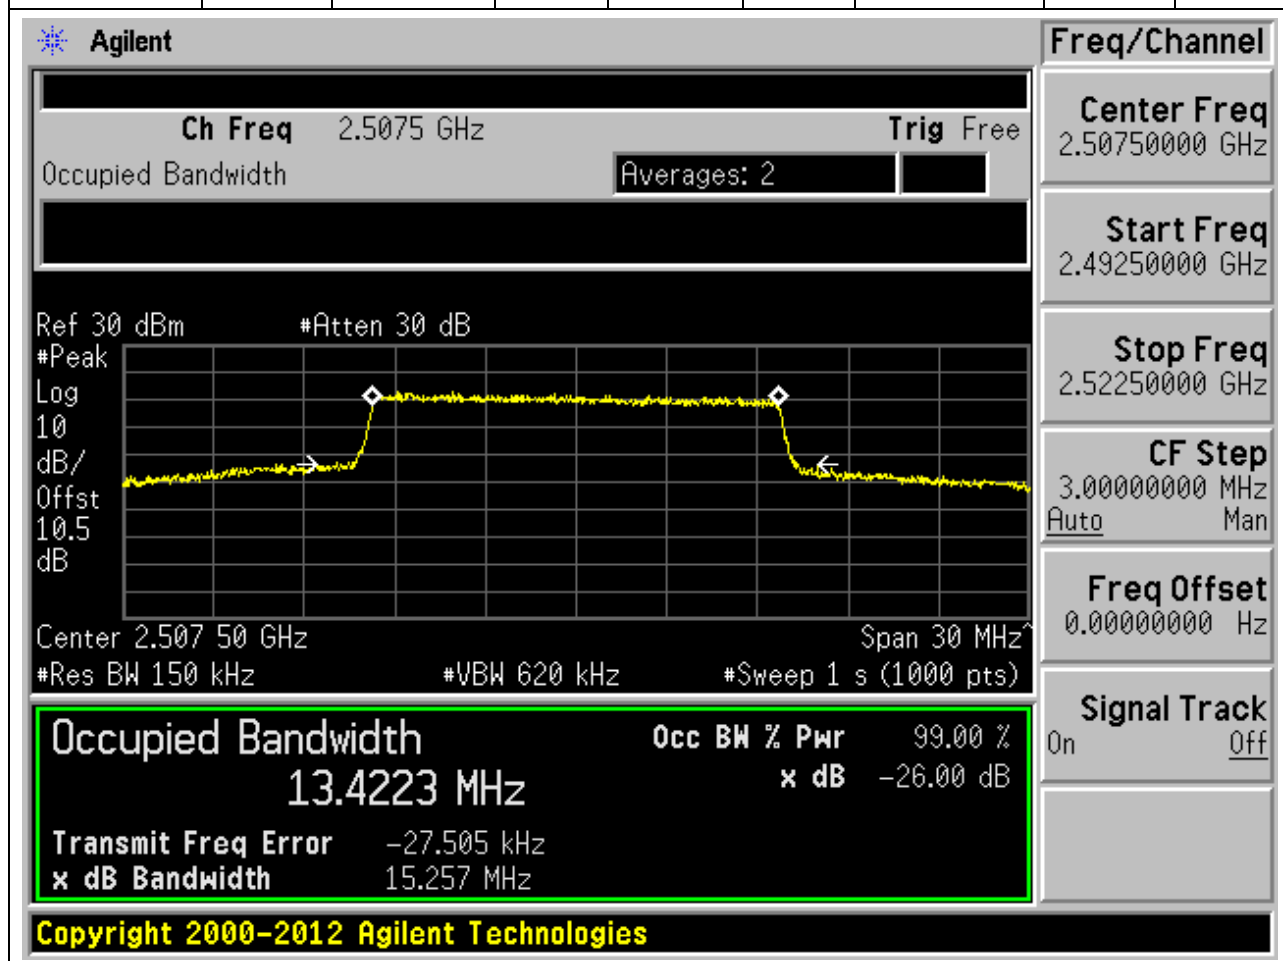 Agilent
Freq/Channel
Ch Freq 2.5075 GHz Trig Free
Occupied Bandwidth Averages: 2
Center Freq
2.50750000 GHz
Start Freq
2.49250000 GHz
Stop Freq
2.52250000 GHz
CF Step
3.00000000 MHz
Auto Man
Freq Offset
0.00000000 Hz
Signal Track
On Off
Ref 30 dBm #Atten 30 dB
#Peak
Log
10
dB/
Offst
10.5
dB
Center 2.507 50 GHz Span 30 MHz^
#Res BW 150 kHz #VBW 620 kHz #Sweep 1 s (1000 pts)
Occupied Bandwidth Occ BW % Pwr 99.00 %
13.4223 MHz x dB -26.00 dB
Transmit Freq Error -27.505 kHz
x dB Bandwidth 15.257 MHz
Copyright 2000-2012 Agilent Technologies